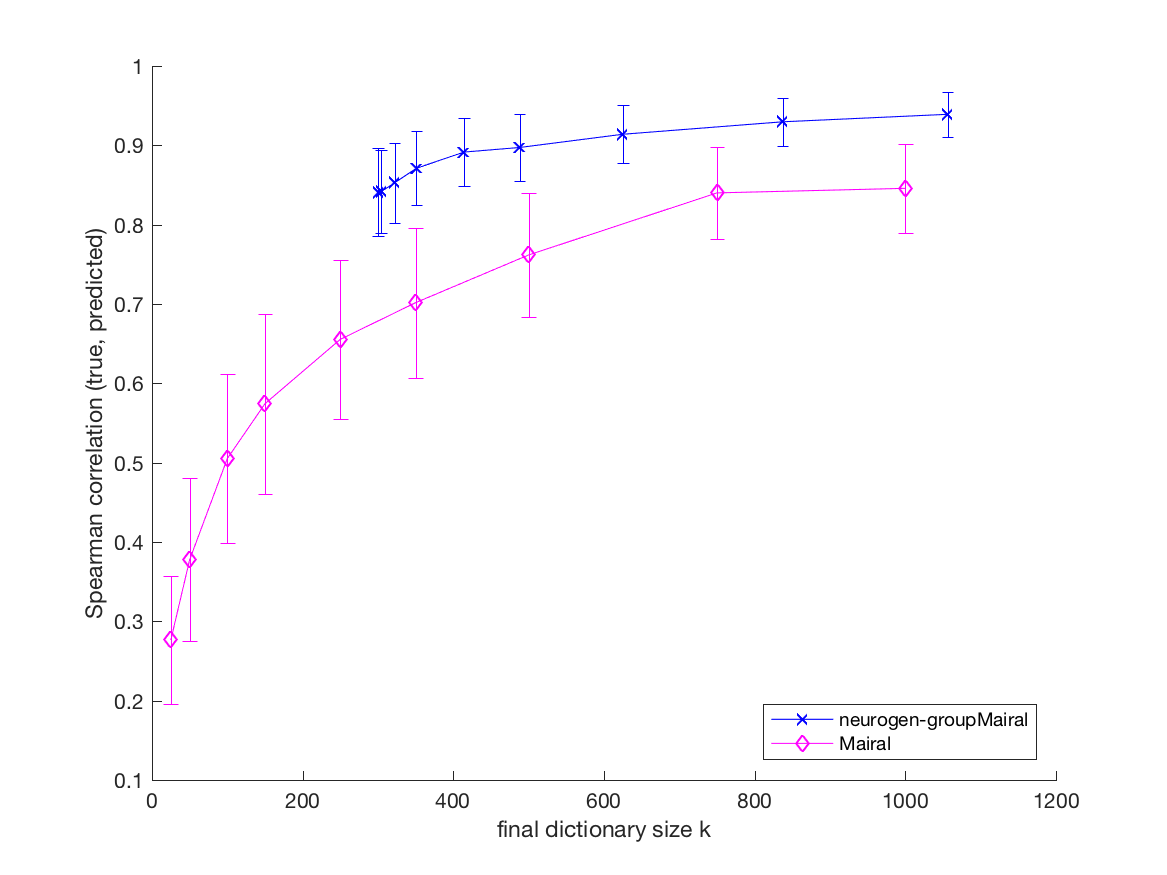 1
0.9
0.8
0.7
0.6
0.5
0.4
0.3
0.2
0.1
Spearman correlation (true, predicted)
neurogen-groupMairal
Mairal
0 200 400 600 800 1000 1200
final dictionary size k